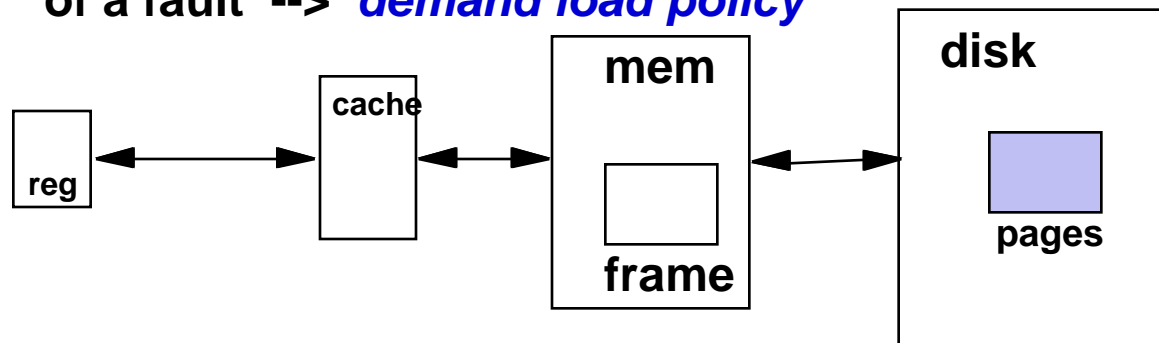 of a fault --> demand load policy
disk
mem
cache
reg
pages
frame